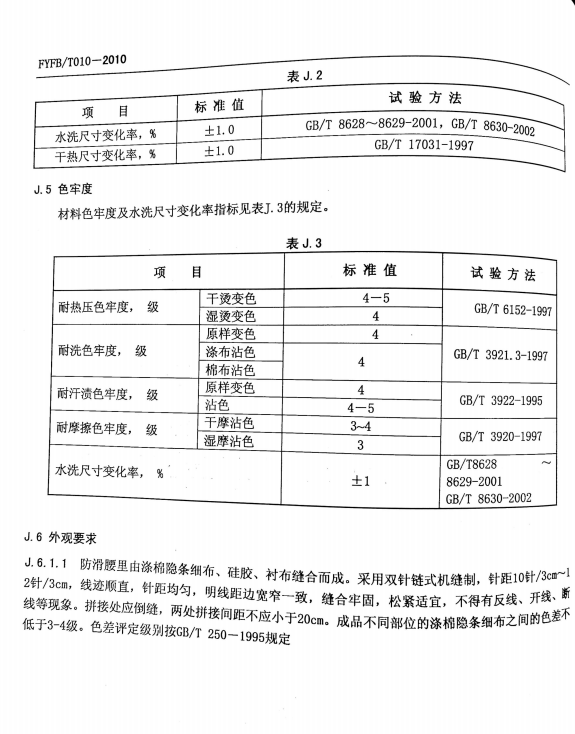 FYFB/T010—2010
表 J.2
项 目 标 准 值 试 验 方 法
水洗尺寸变化率，% ±1.0 GB/T 8628～8629-2001，GB/T 8630-2002
干热尺寸变化率，% ±1.0 GB/T 17031-1997
J.5 色牢度
材料色牢度及水洗尺寸变化率指标见表J.3的规定。
表 J.3
项 目 标 准 值 试 验 方 法
耐热压色牢度， 级 干烫变色 4—5 GB/T 6152-1997
湿烫变色 4
耐洗色牢度， 级 原样变色 4 GB/T 3921.3-1997
涤布沾色 4
棉布沾色
耐汗渍色牢度， 级 原样变色 4 GB/T 3922-1995
沾色 4—5
耐摩擦色牢度， 级 干摩沾色 3~4 GB/T 3920-1997
湿摩沾色 3
水洗尺寸变化率， % ±1 GB/T8628 ～
8629-2001
GB/T 8630-2002
J.6 外观要求
J.6.1.1 防滑腰里由涤棉隐条细布、硅胶、衬布缝合而成。采用双针链式机缝制，针距10针/3cm～1
2针/3cm，线迹顺直，针距均匀，明线距边宽窄一致，缝合牢固，松紧适宜，不得有反线、开线、断
线等现象。拼接处应倒缝，两处拼接间距不应小于20cm。成品不同部位的涤棉隐条细布之间的色差不
低于3-4级。色差评定级别按GB/T 250—1995规定